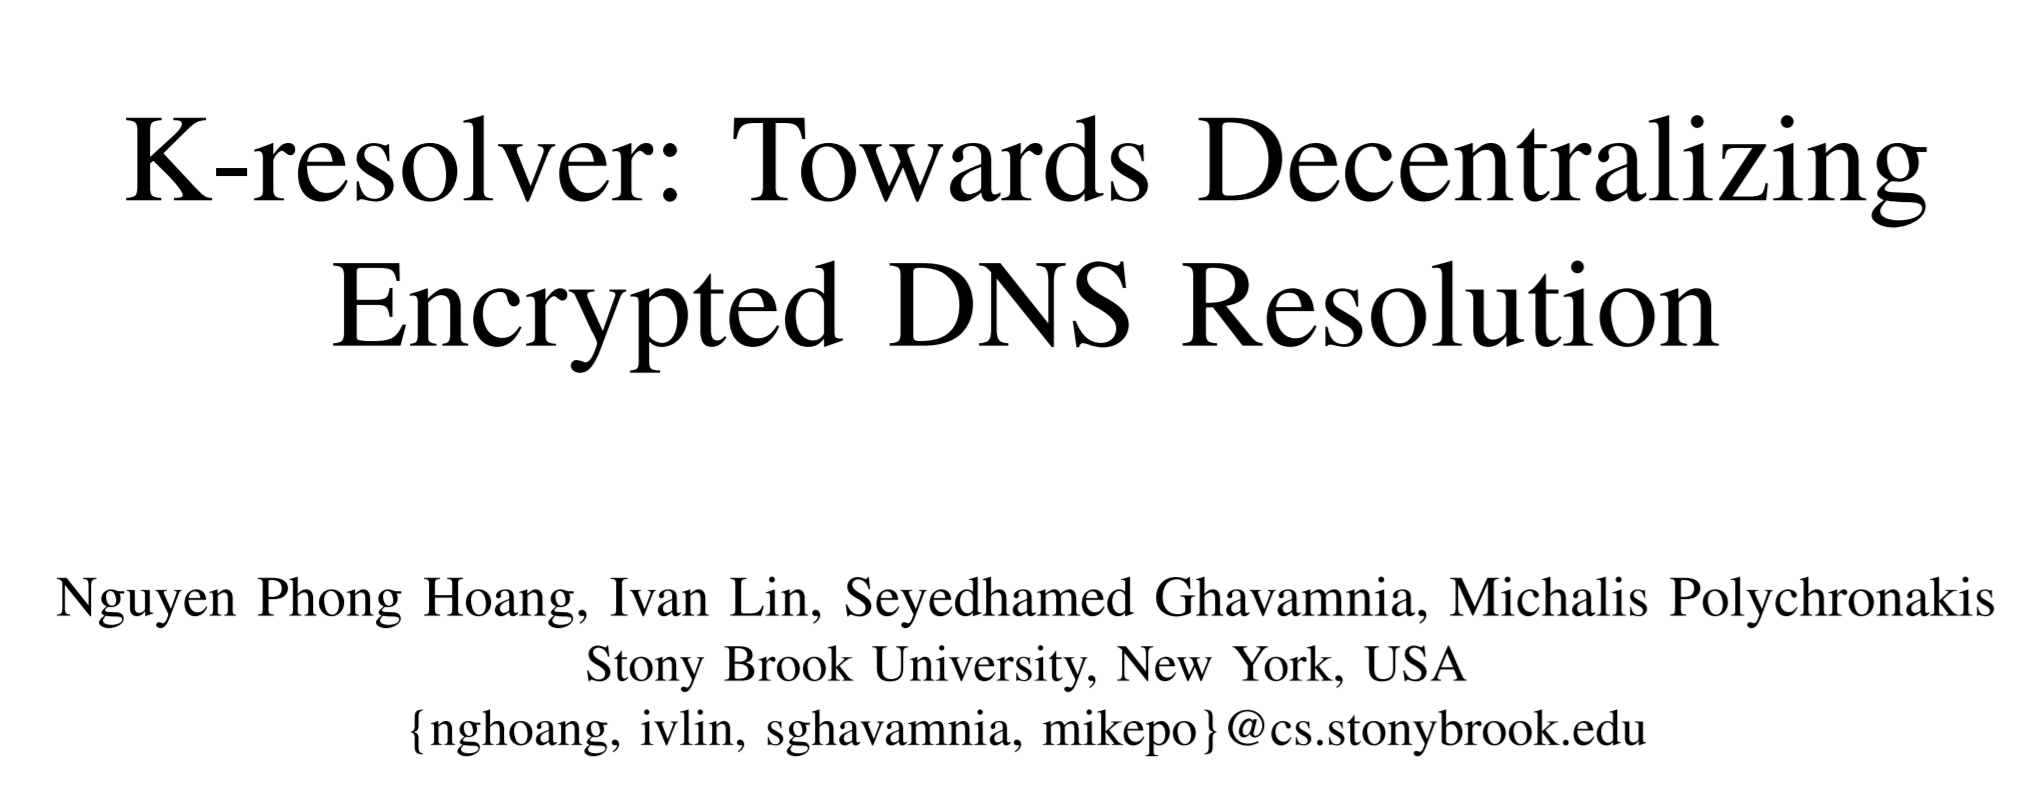 K-resolver: Towards Decentralizing
Encrypted DNS Resolution
Nguyen Phong Hoang, Ivan Lin, Seyedhamed Ghavamnia, Michalis Polychronakis
Stony Brook University, New York, USA
{nghoang, ivlin, sghavamnia, mikepo}@cs.stonybrook.edu